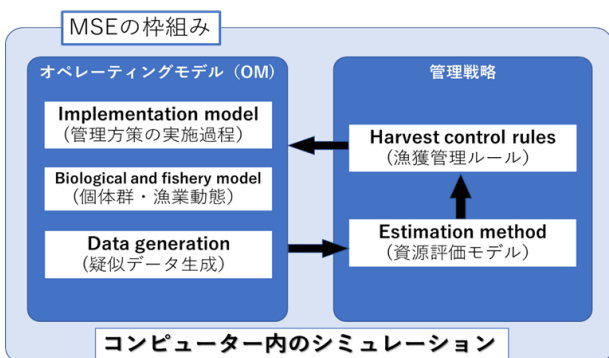 MSEの枠組み
オペレーティングモデル（OM）
Implementation model
（管理方策の実施過程）
Biological and fishery model
（個体群・漁業動態）
Data generation
（疑似データ生成）
管理戦略
Harvest control rules
（漁獲管理ルール）
Estimation method
（資源評価モデル）
コンピューター内のシミュレーション